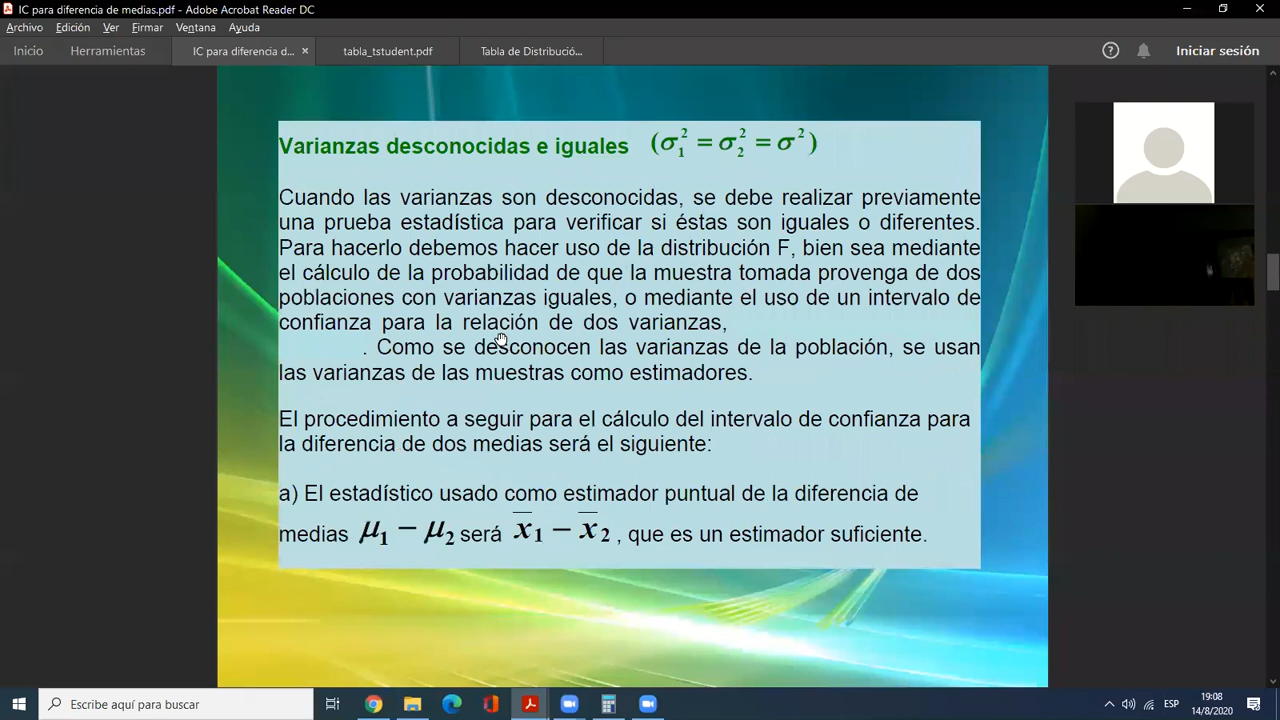 IC para diferencia de medias.pdf - Adobe Acrobat Reader DC
Archivo Edición Ver Firmar Ventana Ayuda
Inicio Herramientas IC para diferencia d... × tabla_tstudent.pdf Tabla de Distribució... Iniciar sesión
Varianzas desconocidas e iguales (σ₁² = σ₂² = σ²)
Cuando las varianzas son desconocidas, se debe realizar previamente
una prueba estadística para verificar si éstas son iguales o diferentes.
Para hacerlo debemos hacer uso de la distribución F, bien sea mediante
el cálculo de la probabilidad de que la muestra tomada provenga de dos
poblaciones con varianzas iguales, o mediante el uso de un intervalo de
confianza para la relación de dos varianzas,
. Como se desconocen las varianzas de la población, se usan
las varianzas de las muestras como estimadores.
El procedimiento a seguir para el cálculo del intervalo de confianza para
la diferencia de dos medias será el siguiente:
a) El estadístico usado como estimador puntual de la diferencia de
medias μ₁ − μ₂ será x̄₁ − x̄₂ , que es un estimador suficiente.
Escribe aquí para buscar
ESP
19:08
14/8/2020